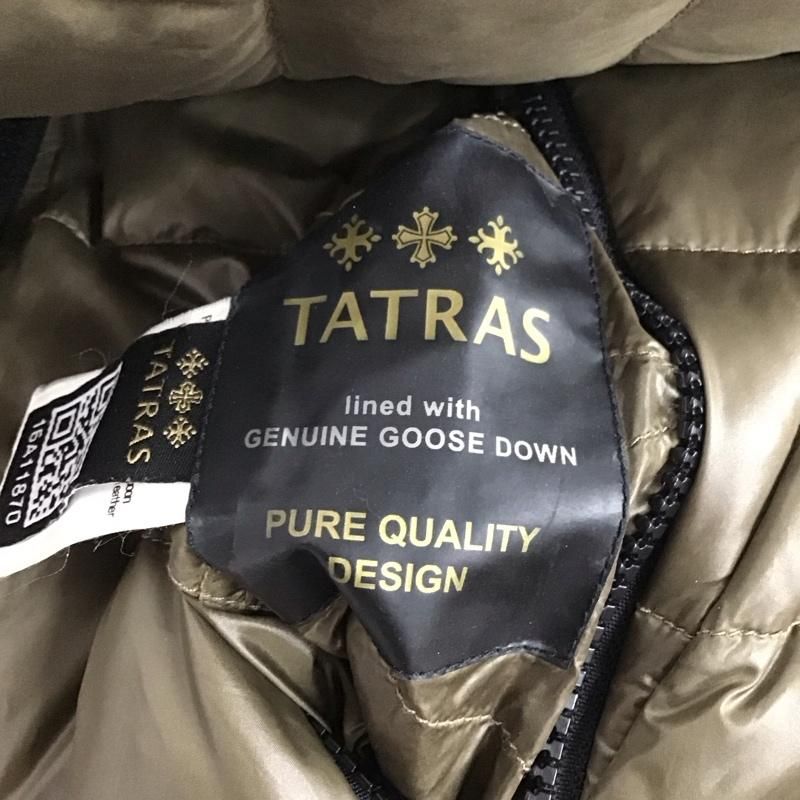 TATRAS
lined with
GENUINE GOOSE DOWN
PURE QUALITY
DESIGN
TATRAS
16A11870